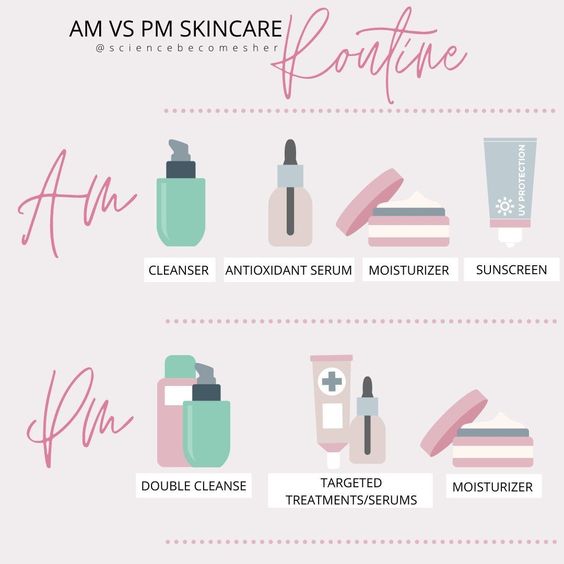 AM VS PM SKINCARE
Routine
@sciencebecomesher
Am
UV PROTECTION
CLEANSER
ANTIOXIDANT SERUM
MOISTURIZER
SUNSCREEN
Pm
DOUBLE CLEANSE
TARGETED
TREATMENTS/SERUMS
MOISTURIZER